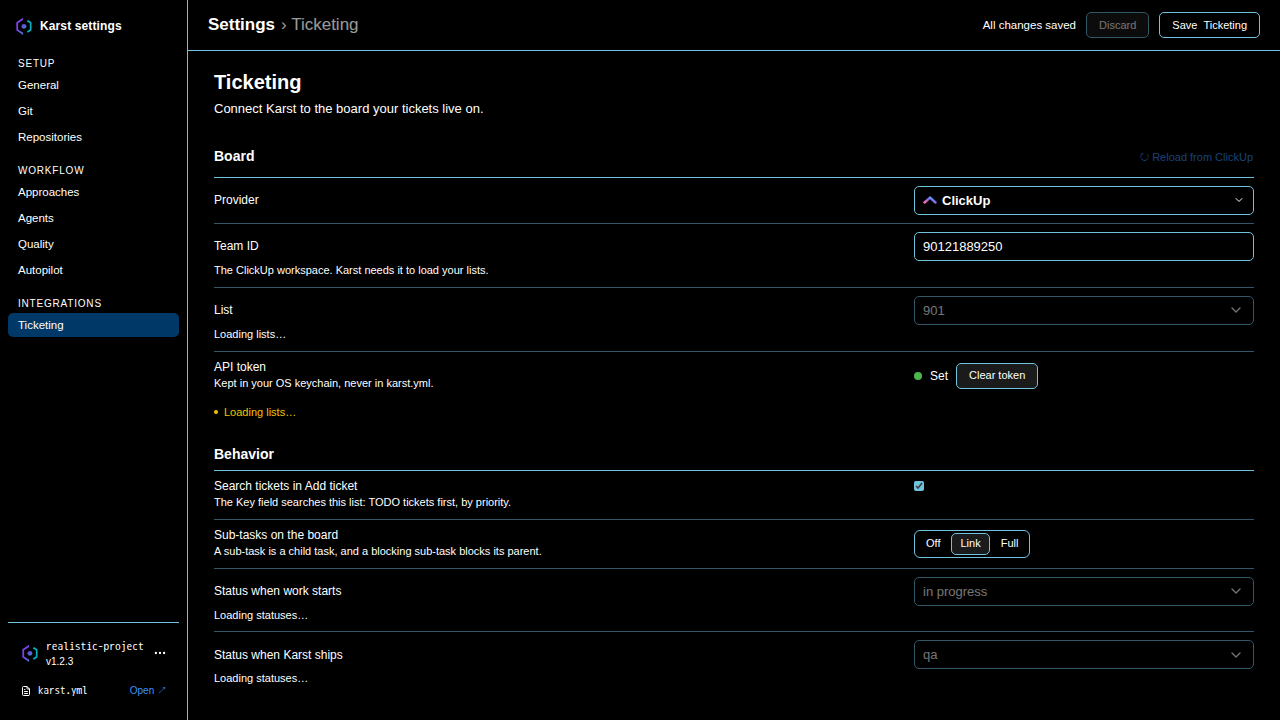 Karst settings
SETUP
General
Git
Repositories
WORKFLOW
Approaches
Agents
Quality
Autopilot
INTEGRATIONS
Ticketing
realistic-project
v1.2.3
karst.yml
Open ↗
Settings › Ticketing
All changes saved
Discard
Save Ticketing
Ticketing
Connect Karst to the board your tickets live on.
Board
Reload from ClickUp
Provider
ClickUp
Team ID
90121889250
The ClickUp workspace. Karst needs it to load your lists.
List
901
Loading lists…
API token
Kept in your OS keychain, never in karst.yml.
Set
Clear token
Loading lists…
Behavior
Search tickets in Add ticket
The Key field searches this list: TODO tickets first, by priority.
Sub-tasks on the board
A sub-task is a child task, and a blocking sub-task blocks its parent.
Off Link Full
Status when work starts
in progress
Loading statuses…
Status when Karst ships
qa
Loading statuses…